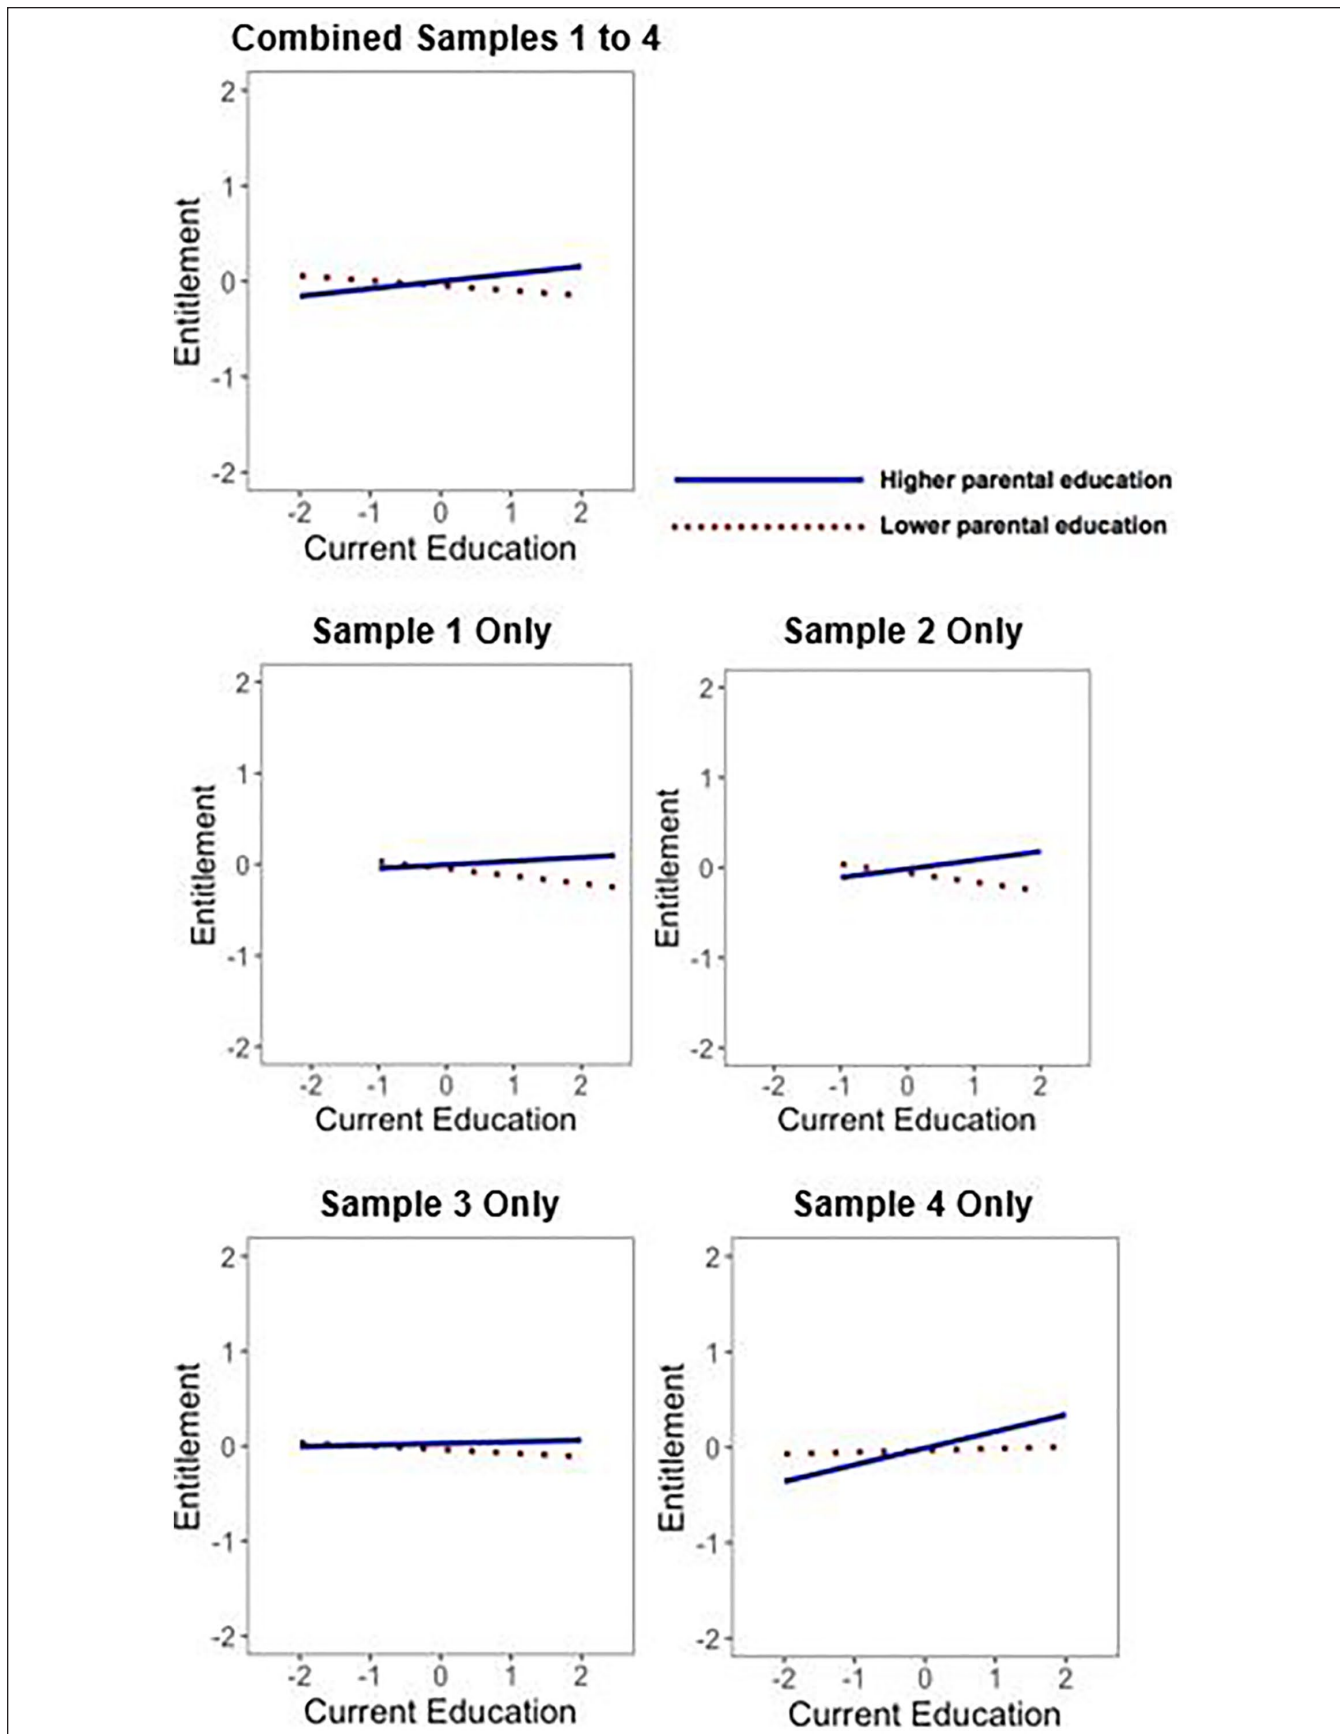 Combined Samples 1 to 4
2
1
0
-1
-2
Entitlement
-2 -1 0 1 2
Current Education
Higher parental education
Lower parental education
Sample 1 Only
2
1
0
-1
-2
Entitlement
-2 -1 0 1 2
Current Education
Sample 2 Only
2
1
0
-1
-2
Entitlement
-2 -1 0 1 2
Current Education
Sample 3 Only
2
1
0
-1
-2
Entitlement
-2 -1 0 1 2
Current Education
Sample 4 Only
2
1
0
-1
-2
Entitlement
-2 -1 0 1 2
Current Education